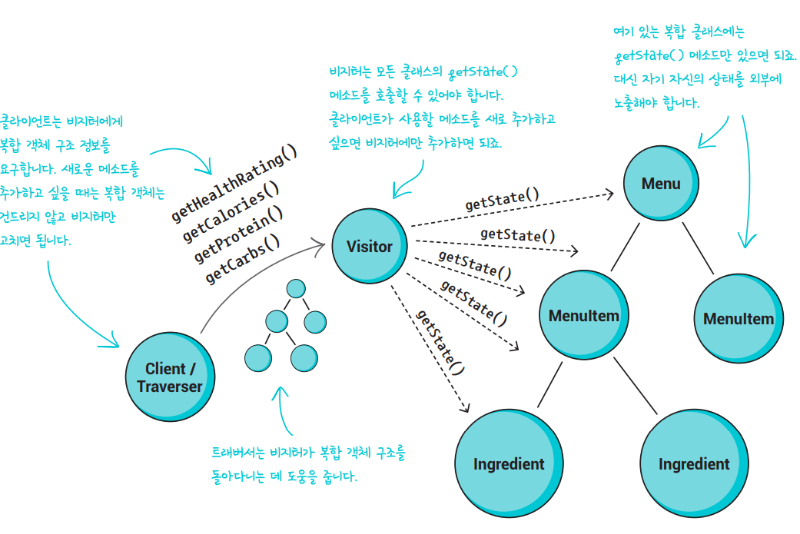 여기 있는 복합 클래스에는
getState() 메소드만 있으면 되죠.
대신 자기 자신의 상태를 외부에
노출해야 합니다.
비지터는 모든 클래스의 getState()
메소드를 호출할 수 있어야 합니다.
클라이언트가 사용할 메소드를 새로 추가하고
싶으면 비지터에만 추가하면 되죠.
클라이언트는 비지터에게
복합 객체 구조 정보를
요구합니다. 새로운 메소드를
추가하고 싶을 때는 복합 객체는
건드리지 않고 비지터만
고치면 됩니다.
getHealthRating()
getCalories()
getProtein()
getCarbs()
Visitor
getState()
getState()
getState()
getState()
getState()
Menu
MenuItem
MenuItem
Client /
Traverser
Ingredient
Ingredient
트래버서는 비지터가 복합 객체 구조를
돌아다니는 데 도움을 줍니다.